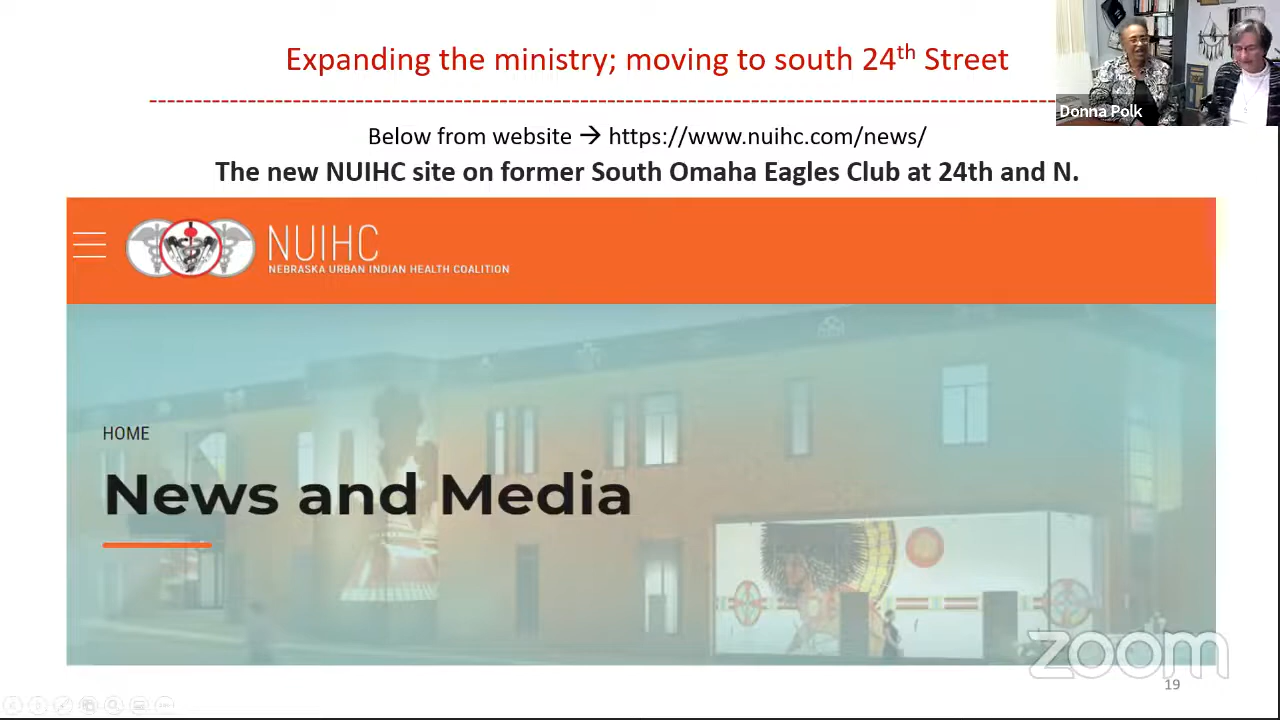 Expanding the ministry; moving to south 24th Street
Donna Polk
Below from website → https://www.nuihc.com/news/
The new NUIHC site on former South Omaha Eagles Club at 24th and N.
NUIHC
NEBRASKA URBAN INDIAN HEALTH COALITION
HOME
News and Media
zoom
19